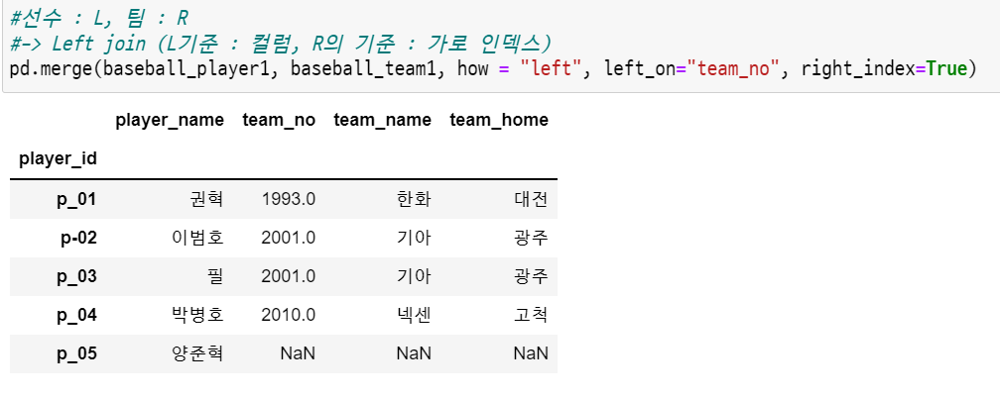 #선수 : L, 팀 : R
#-> Left join (L기준 : 컬럼, R의 기준 : 가로 인덱스)
pd.merge(baseball_player1, baseball_team1, how = "left", left_on="team_no", right_index=True)
player_name team_no team_name team_home
player_id
p_01 권혁 1993.0 한화 대전
p-02 이범호 2001.0 기아 광주
p_03 필 2001.0 기아 광주
p_04 박병호 2010.0 넥센 고척
p_05 양준혁 NaN NaN NaN